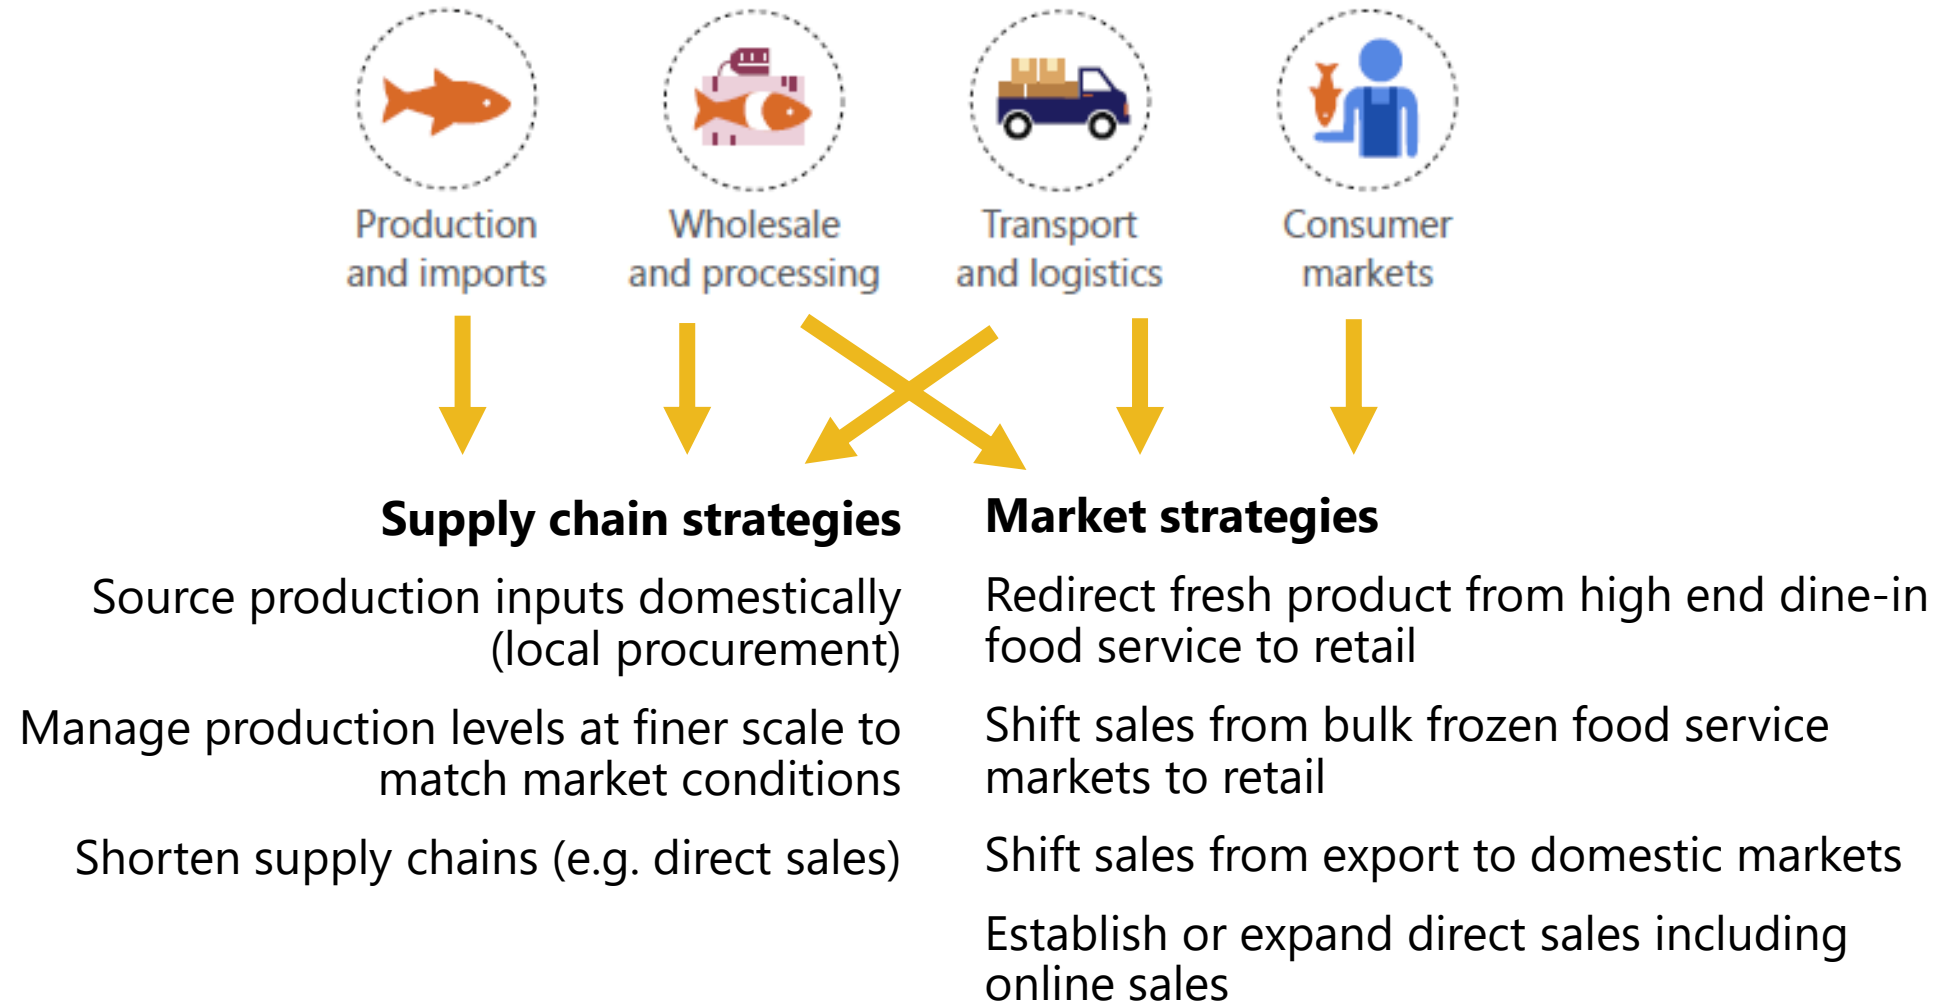 Production
and imports
Wholesale
and processing
Transport
and logistics
Consumer
markets
Supply chain strategies
Source production inputs domestically
(local procurement)
Manage production levels at finer scale to
match market conditions
Shorten supply chains (e.g. direct sales)
Market strategies
Redirect fresh product from high end dine-in
food service to retail
Shift sales from bulk frozen food service
markets to retail
Shift sales from export to domestic markets
Establish or expand direct sales including
online sales